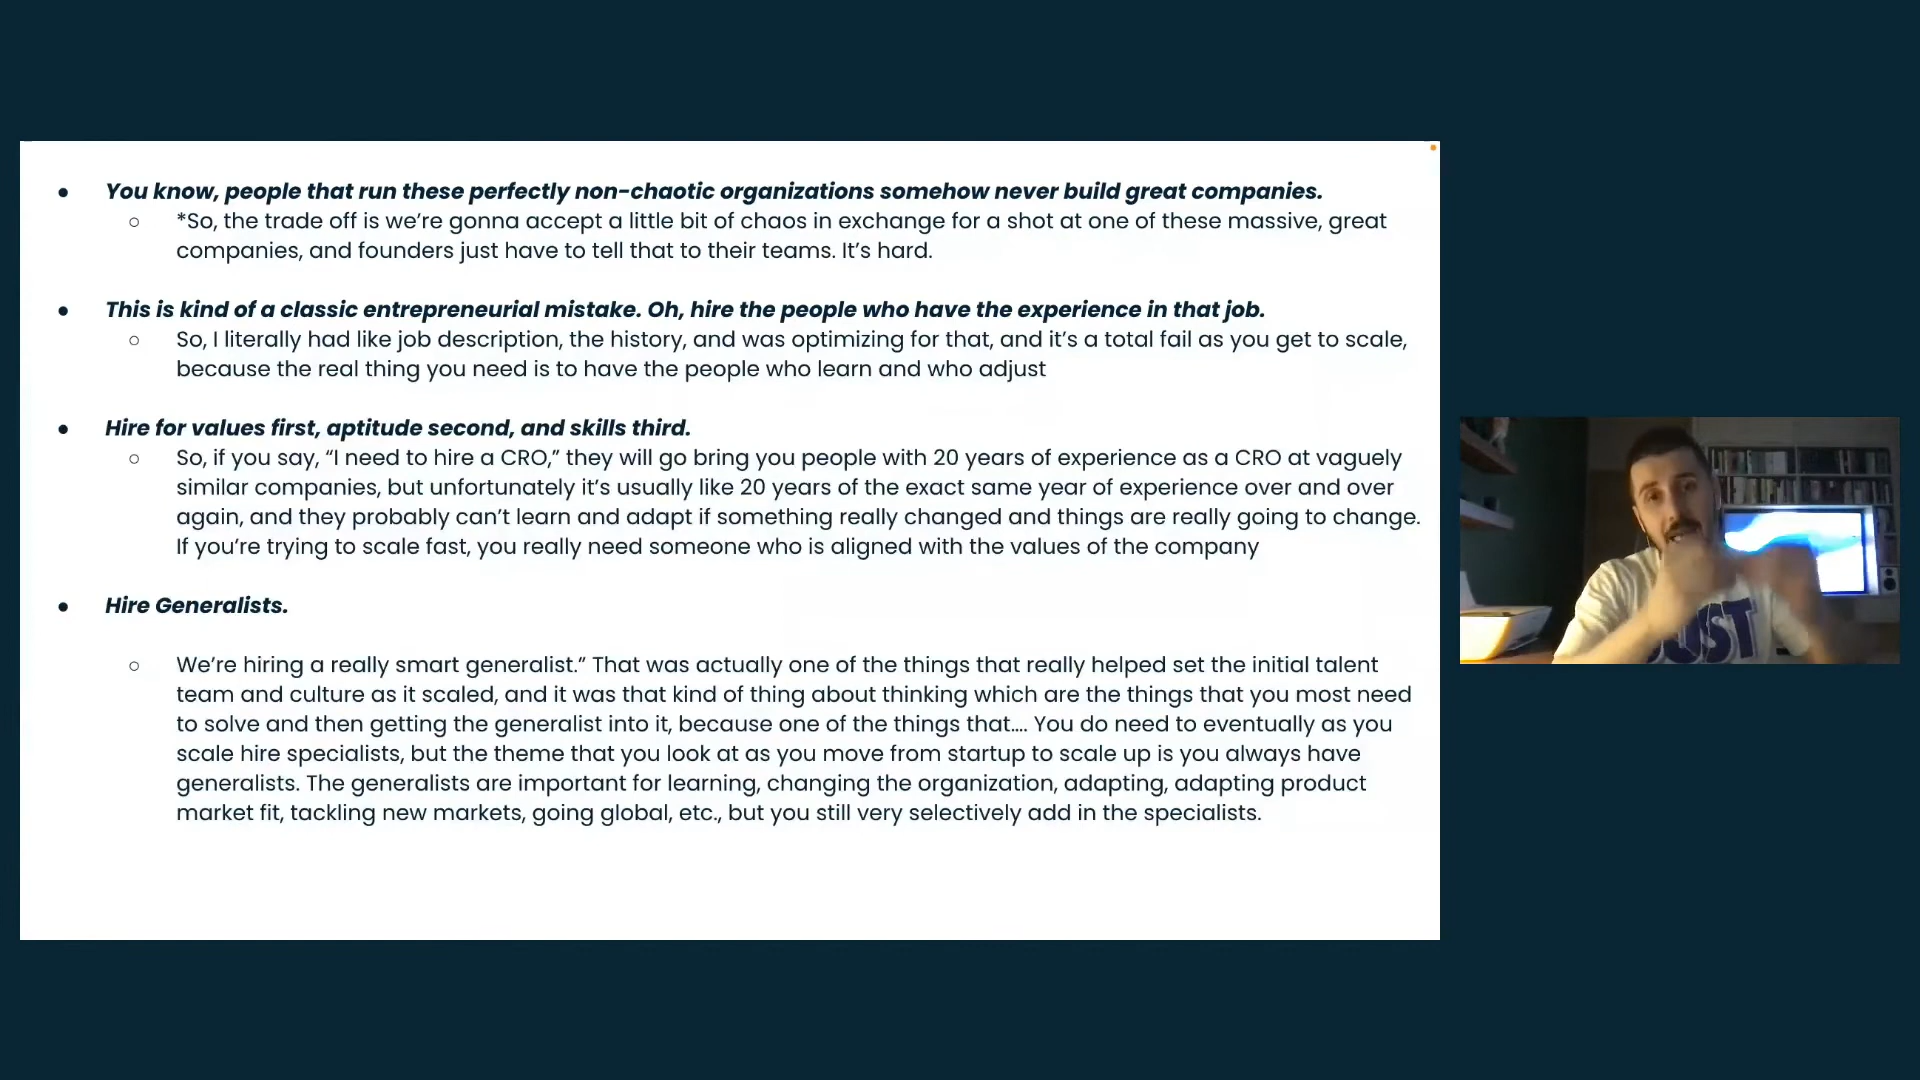 ● You know, people that run these perfectly non-chaotic organizations somehow never build great companies.
○ *So, the trade off is we’re gonna accept a little bit of chaos in exchange for a shot at one of these massive, great
companies, and founders just have to tell that to their teams. It’s hard.
● This is kind of a classic entrepreneurial mistake. Oh, hire the people who have the experience in that job.
○ So, I literally had like job description, the history, and was optimizing for that, and it’s a total fail as you get to scale,
because the real thing you need is to have the people who learn and who adjust
● Hire for values first, aptitude second, and skills third.
○ So, if you say, “I need to hire a CRO,” they will go bring you people with 20 years of experience as a CRO at vaguely
similar companies, but unfortunately it’s usually like 20 years of the exact same year of experience over and over
again, and they probably can’t learn and adapt if something really changed and things are really going to change.
If you’re trying to scale fast, you really need someone who is aligned with the values of the company
● Hire Generalists.
○ We’re hiring a really smart generalist.” That was actually one of the things that really helped set the initial talent
team and culture as it scaled, and it was that kind of thing about thinking which are the things that you most need
to solve and then getting the generalist into it, because one of the things that…. You do need to eventually as you
scale hire specialists, but the theme that you look at as you move from startup to scale up is you always have
generalists. The generalists are important for learning, changing the organization, adapting, adapting product
market fit, tackling new markets, going global, etc., but you still very selectively add in the specialists.